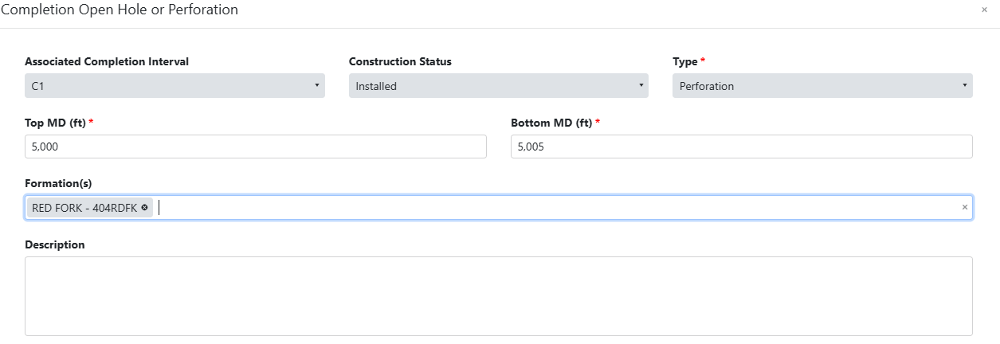 Completion Open Hole or Perforation ×
Associated Completion Interval Construction Status Type *
C1 Installed Perforation
Top MD (ft) * Bottom MD (ft) *
5,000 5,005
Formation(s)
RED FORK - 404RDFK ×
Description